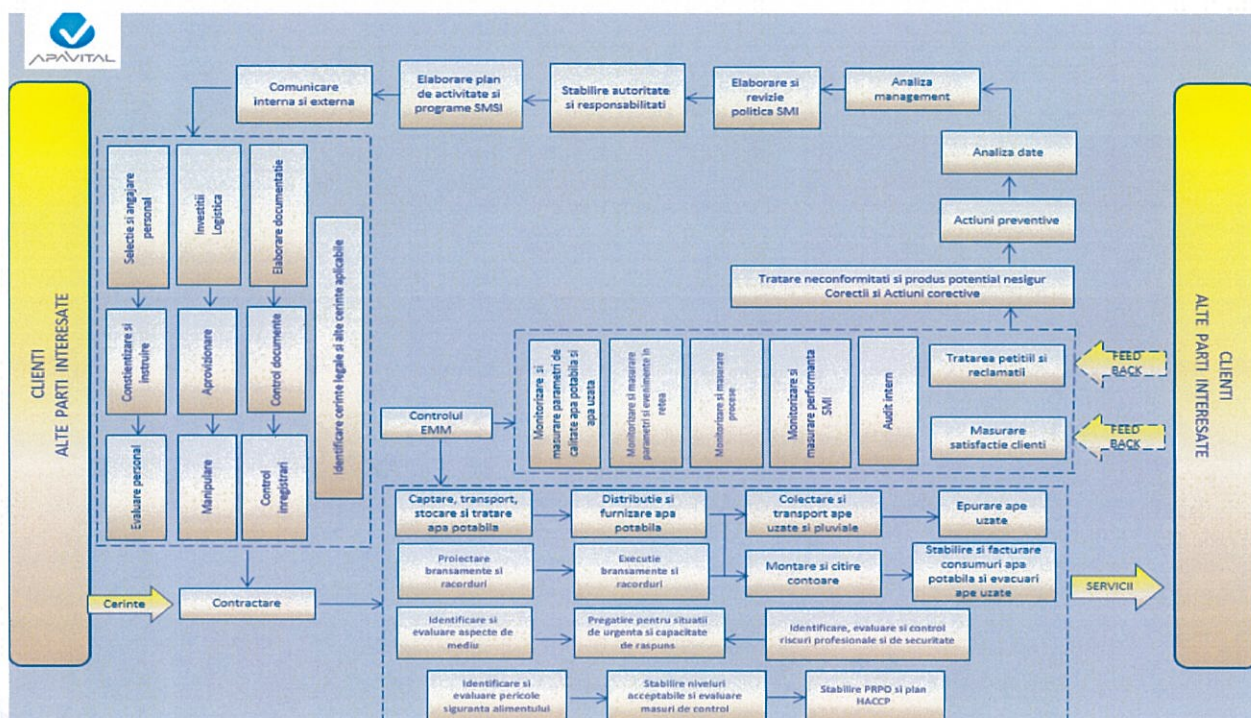 APAVITAL
CLIENTI
ALTE PARTI INTERESATE
Comunicare
interna si externa
Elaborare plan
de activitate si
programe SMSI
Stabilire autoritate
si responsabilitati
Elaborare si
revizie
politica SMI
Analiza
management
Analiza date
Actiuni preventive
Tratare neconformitati si produs potential nesigur
Corectii si Actiuni corective
Selectie si angajare
personal
Investitii
Logistica
Elaborare documentatie
Constientizare si
instruire
Aprovizionare
Control documente
Evaluare personal
Manipulare
Control
inregistrari
Identificare cerinte legale si alte cerinte aplicabile
Controlul
EMM
Monitorizare si
masurare parametri de
calitate apa potabila si
apa uzata
Monitorizare si masurare
parametri si evenimente in
retea
Monitorizare si masurare
procese
Monitorizare si
masurare performanta
SMI
Audit intern
Tratarea petitiil si
reclamatii
Masurare
satisfactie clienti
FEED
BACK
FEED
BACK
Captare, transport,
stocare si tratare
apa potabila
Distributie si
furnizare apa
potabila
Colectare si
transport ape
uzate si pluviale
Epurare ape
uzate
Proiectare
bransamente si
racorduri
Executie
bransamente si
racorduri
Montare si citire
contoare
Stabilire si facturare
consumuri apa
potabila si evacuari
ape uzate
Cerinte
Contractare
SERVICII
Identificare si
evaluare aspecte de
mediu
Pregatire pentru situatii
de urgenta si capacitate
de raspuns
Identificare, evaluare si control
riscuri profesionale si de securitate
Identificare si
evaluare pericole
siguranta alimentului
Stabilire niveluri
acceptabile si evaluare
masuri de control
Stabilire PRPO si plan
HACCP
CLIENTI
ALTE PARTI INTERESATE